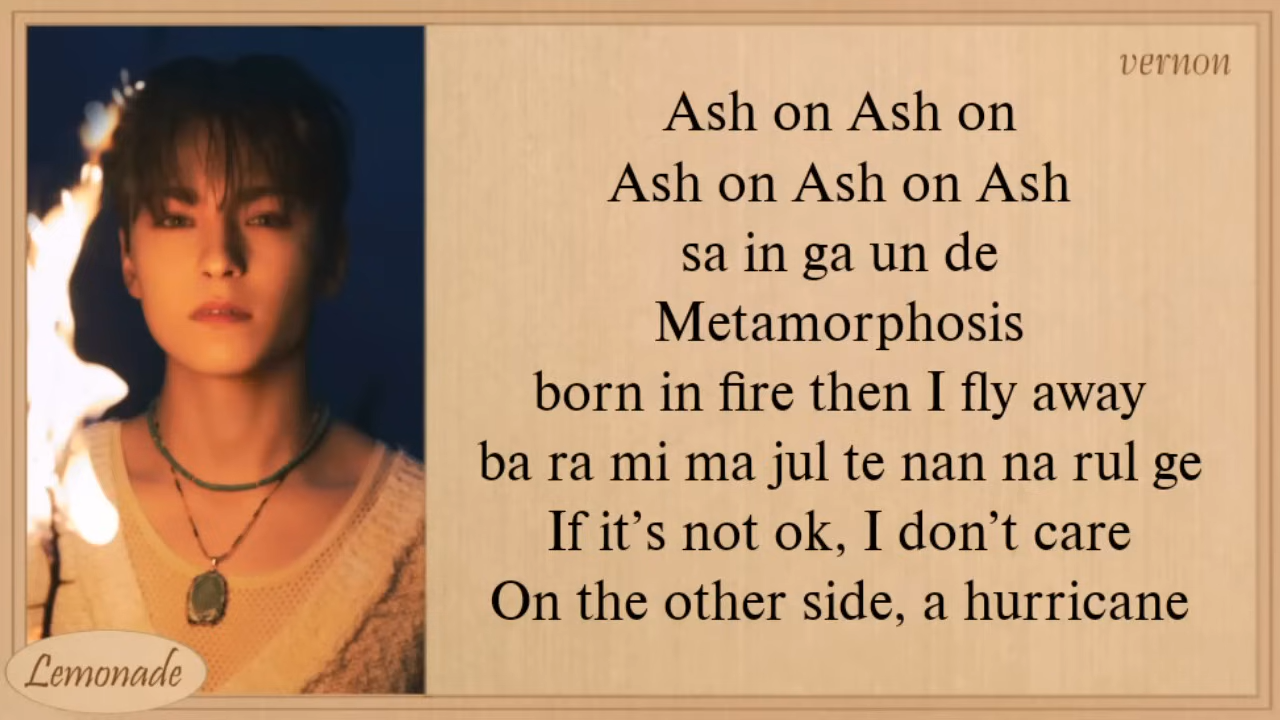 vernon
Ash on Ash on
Ash on Ash on Ash
sa in ga un de
Metamorphosis
born in fire then I fly away
ba ra mi ma jul te nan na rul ge
If it’s not ok, I don’t care
On the other side, a hurricane
Lemonade